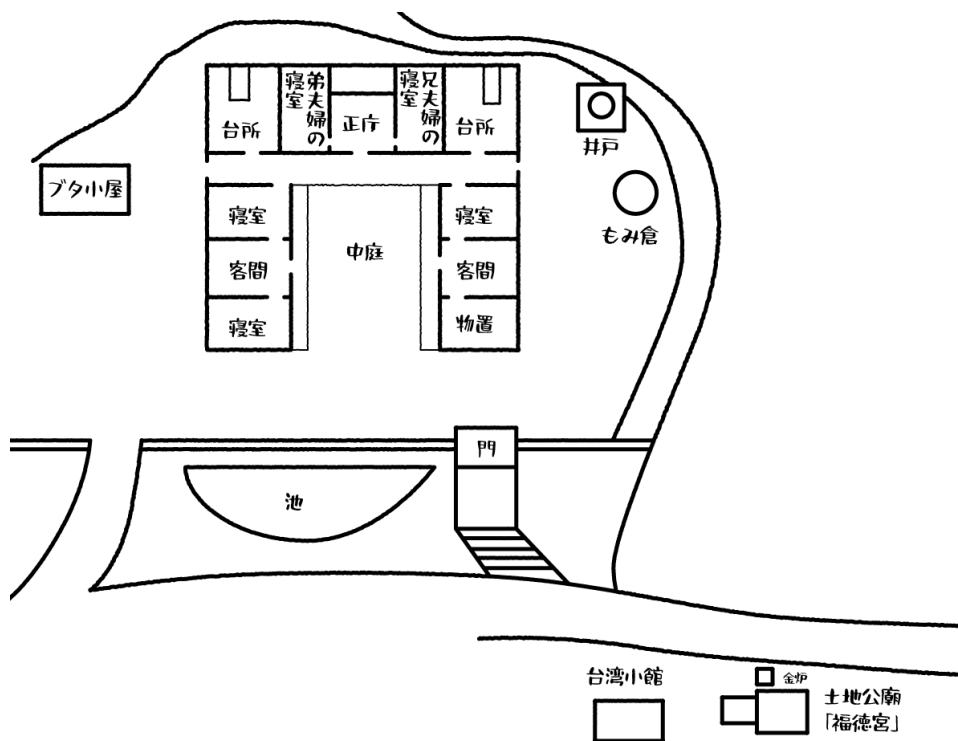 台所
弟夫婦の
寝室
正庁
兄夫婦の
寝室
台所
井戸
ブタ小屋
もみ倉
寝室
中庭
寝室
客間
客間
寝室
物置
門
池
台湾小館
金炉
土地公廟
「福徳宮」